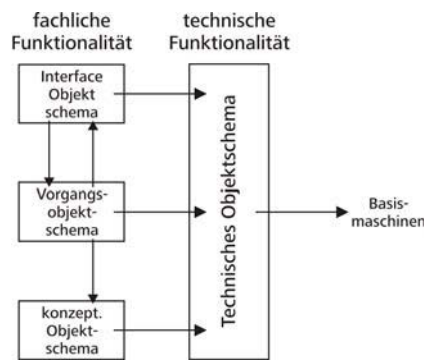 fachliche
Funktionalität
technische
Funktionalität
Interface
Objekt
schema
Vorgangs-
objekt-
schema
konzept.
Objekt-
schema
Technisches Objektschema
Basis-
maschinen